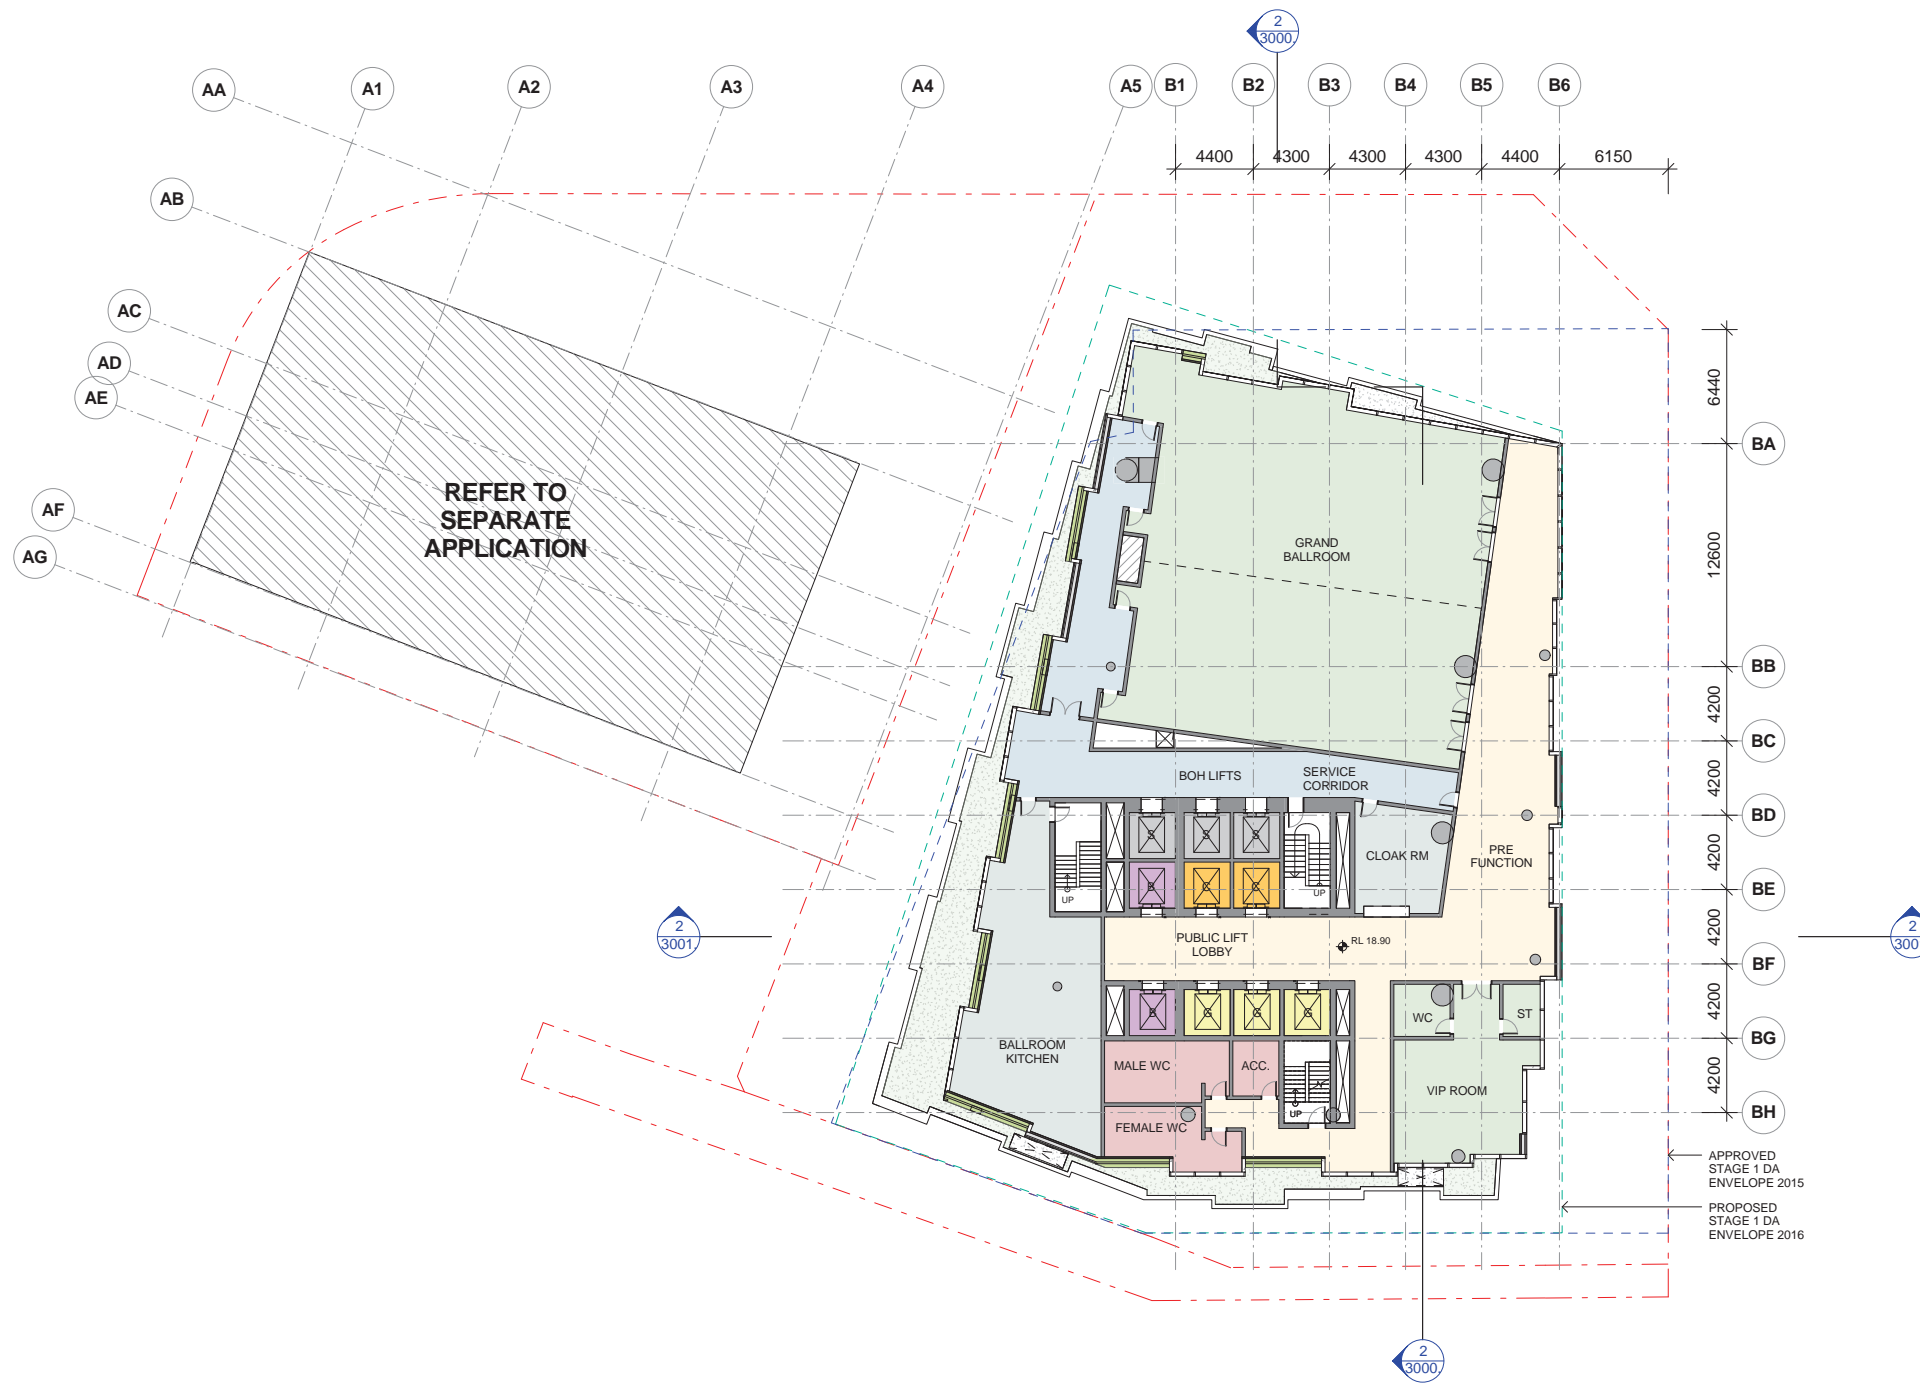 2
3000.
AA
A1
A2
A3
A4
A5
B1
B2
B3
B4
B5
B6
4400
4300
4300
4300
4400
6150
AB
AC
AD
AE
AF
AG
REFER TO
SEPARATE
APPLICATION
6440
BA
12600
BB
4200
BC
4200
BD
4200
BE
4200
BF
4200
BG
4200
BH
GRAND
BALLROOM
BOH LIFTS
SERVICE
CORRIDOR
S
S
S
CLOAK RM
PRE
FUNCTION
B
C
C
UP
UP
PUBLIC LIFT
LOBBY
RL 18.90
2
3001.
2
300
B
G
G
G
WC
ST
BALLROOM
KITCHEN
MALE WC
ACC.
VIP ROOM
UP
FEMALE WC
APPROVED
STAGE 1 DA
ENVELOPE 2015
PROPOSED
STAGE 1 DA
ENVELOPE 2016
2
3000.